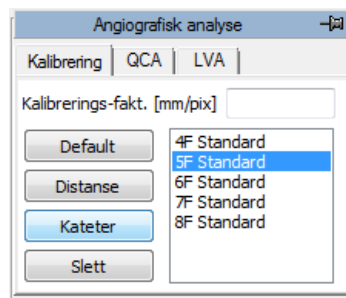 Angiografisk analyse
Kalibrering QCA LVA
Kalibrerings-fakt. [mm/pix]
Default
Distanse
Kateter
Slett
4F Standard
5F Standard
6F Standard
7F Standard
8F Standard